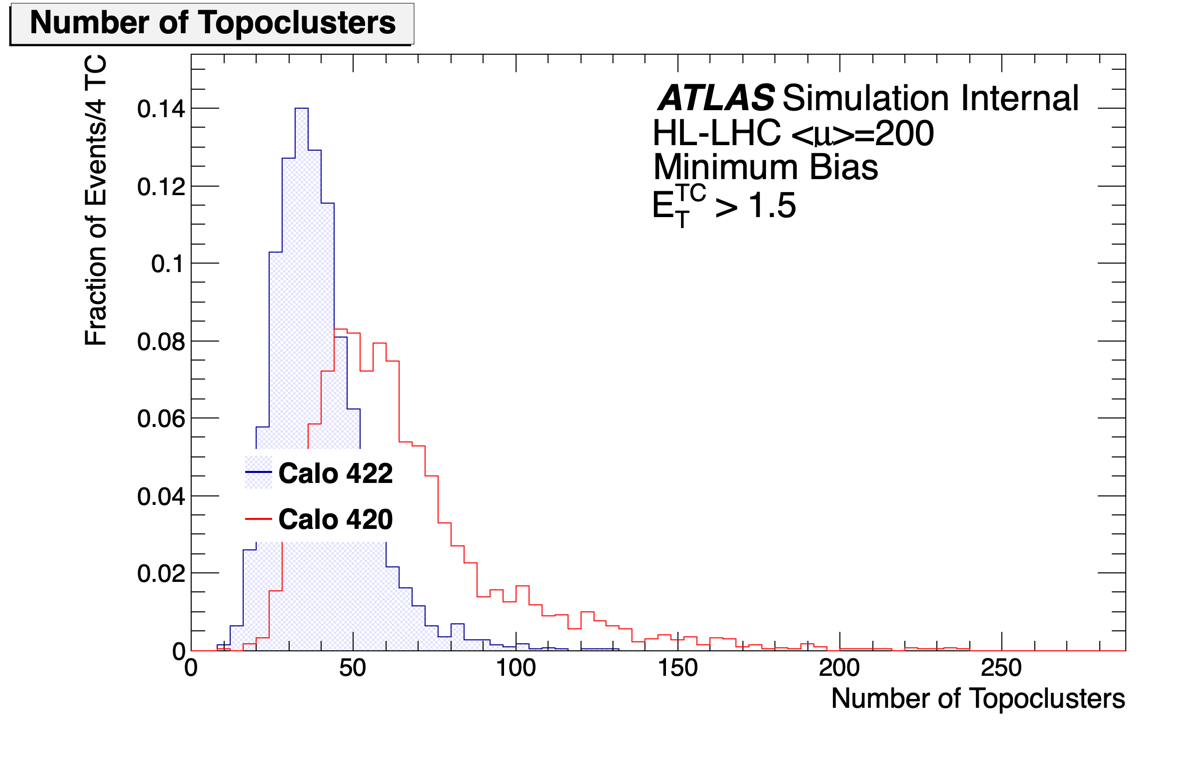 Number of Topoclusters
Fraction of Events/4 TC
ATLAS Simulation Internal
HL-LHC <μ>=200
Minimum Bias
E_T^TC > 1.5
0.14
0.12
0.1
0.08
0.06
0.04
0.02
0
Calo 422
Calo 420
0 50 100 150 200 250
Number of Topoclusters